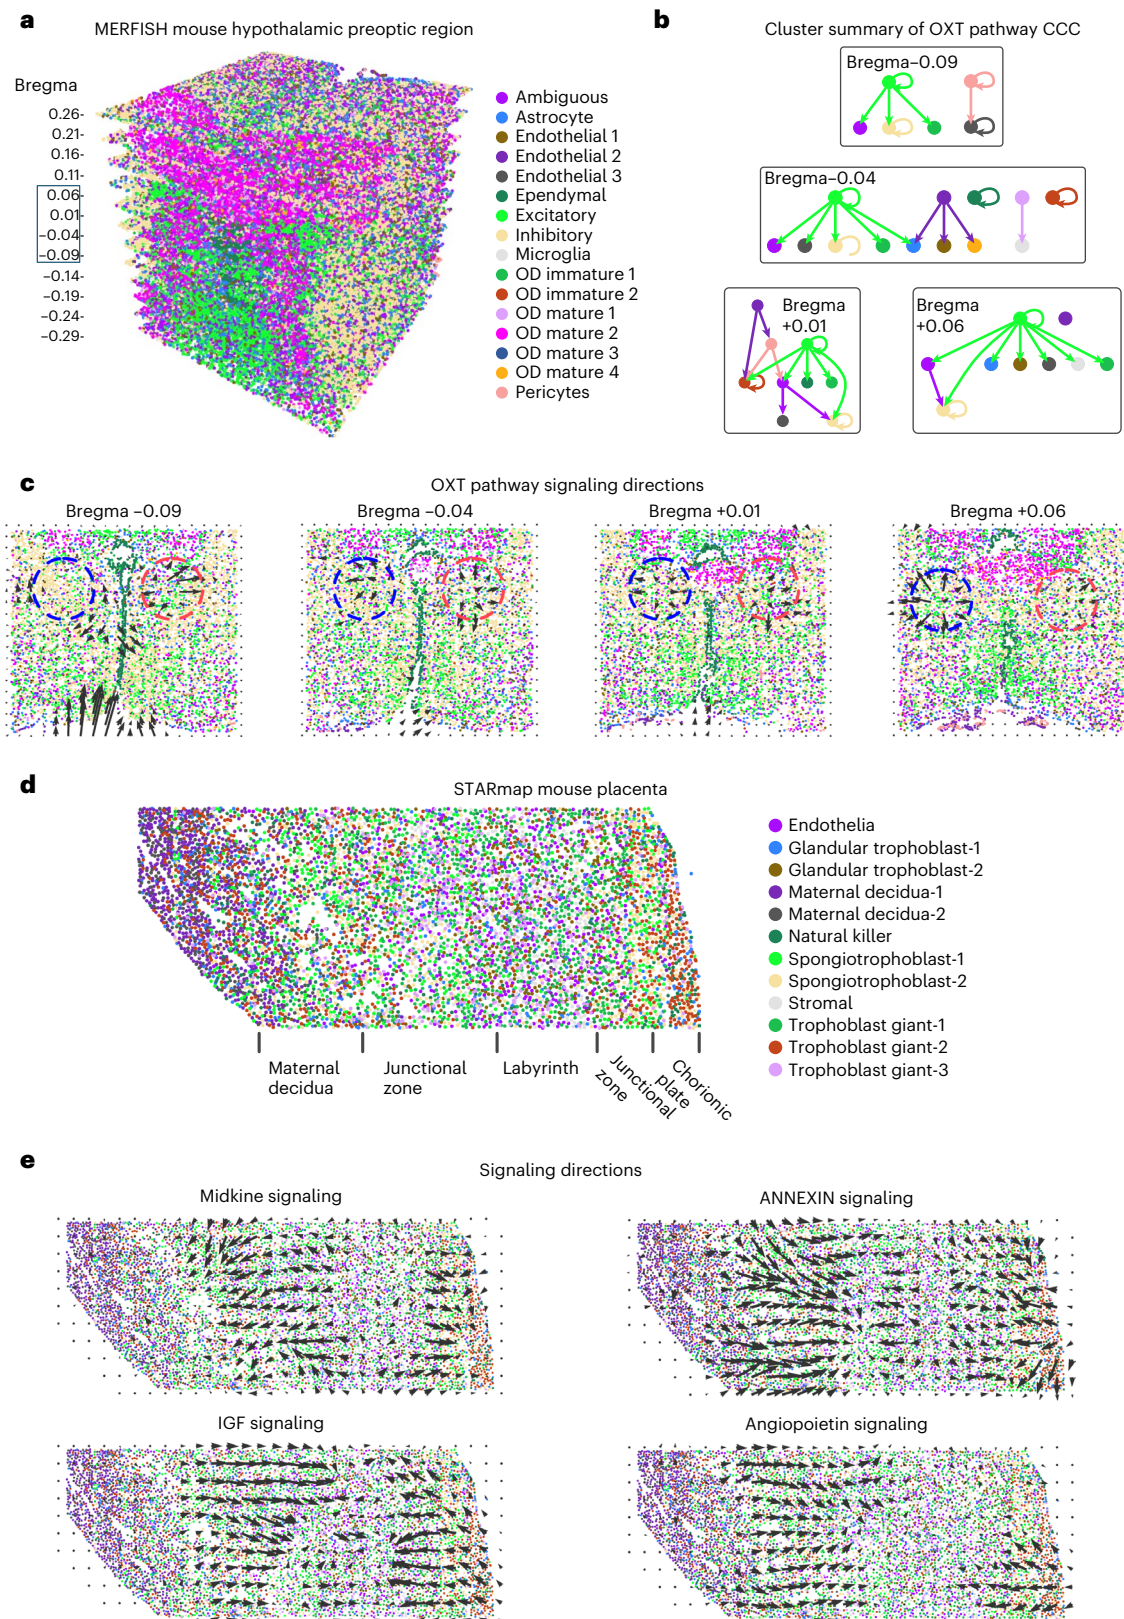 a
MERFISH mouse hypothalamic preoptic region
Bregma
0.26-
0.21-
0.16-
0.11-
0.06-
0.01-
−0.04-
−0.09-
−0.14-
−0.19-
−0.24-
−0.29-
Ambiguous
Astrocyte
Endothelial 1
Endothelial 2
Endothelial 3
Ependymal
Excitatory
Inhibitory
Microglia
OD immature 1
OD immature 2
OD mature 1
OD mature 2
OD mature 3
OD mature 4
Pericytes
b
Cluster summary of OXT pathway CCC
Bregma−0.09
Bregma−0.04
Bregma
+0.01
Bregma
+0.06
c
OXT pathway signaling directions
Bregma −0.09
Bregma −0.04
Bregma +0.01
Bregma +0.06
d
STARmap mouse placenta
Endothelia
Glandular trophoblast-1
Glandular trophoblast-2
Maternal decidua-1
Maternal decidua-2
Natural killer
Spongiotrophoblast-1
Spongiotrophoblast-2
Stromal
Trophoblast giant-1
Trophoblast giant-2
Trophoblast giant-3
Maternal
decidua
Junctional
zone
Labyrinth
Junctional
zone
Chorionic
plate
e
Signaling directions
Midkine signaling
ANNEXIN signaling
IGF signaling
Angiopoietin signaling